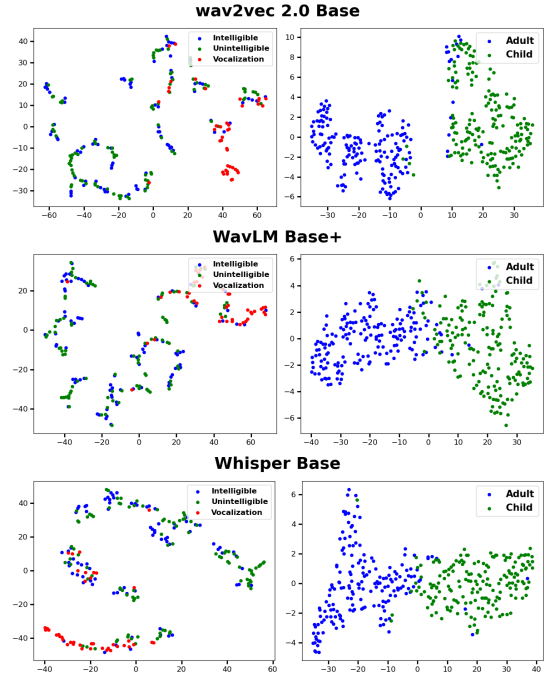 wav2vec 2.0 Base
40
30
20
10
0
−10
−20
−30
−60 −40 −20 0 20 40 60
Intelligible
Unintelligible
Vocalization
10
8
6
4
2
0
−2
−4
−6
−30 −20 −10 0 10 20 30
Adult
Child
WavLM Base+
20
0
−20
−40
−40 −20 0 20 40 60
Intelligible
Unintelligible
Vocalization
6
4
2
0
−2
−4
−6
−40 −30 −20 −10 0 10 20 30
Adult
Child
Whisper Base
40
20
0
−20
−40
−40 −20 0 20 40 60
Intelligible
Unintelligible
Vocalization
6
4
2
0
−2
−4
−30 −20 −10 0 10 20 30 40
Adult
Child